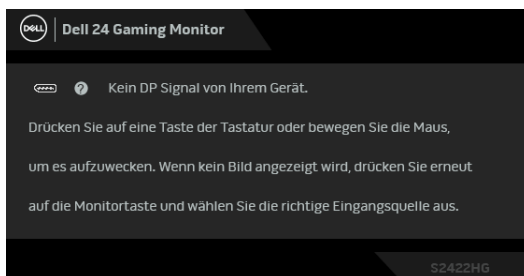 DELL Dell 24 Gaming Monitor
Kein DP Signal von Ihrem Gerät.
Drücken Sie auf eine Taste der Tastatur oder bewegen Sie die Maus,
um es aufzuwecken. Wenn kein Bild angezeigt wird, drücken Sie erneut
auf die Monitortaste und wählen Sie die richtige Eingangsquelle aus.
S2422HG